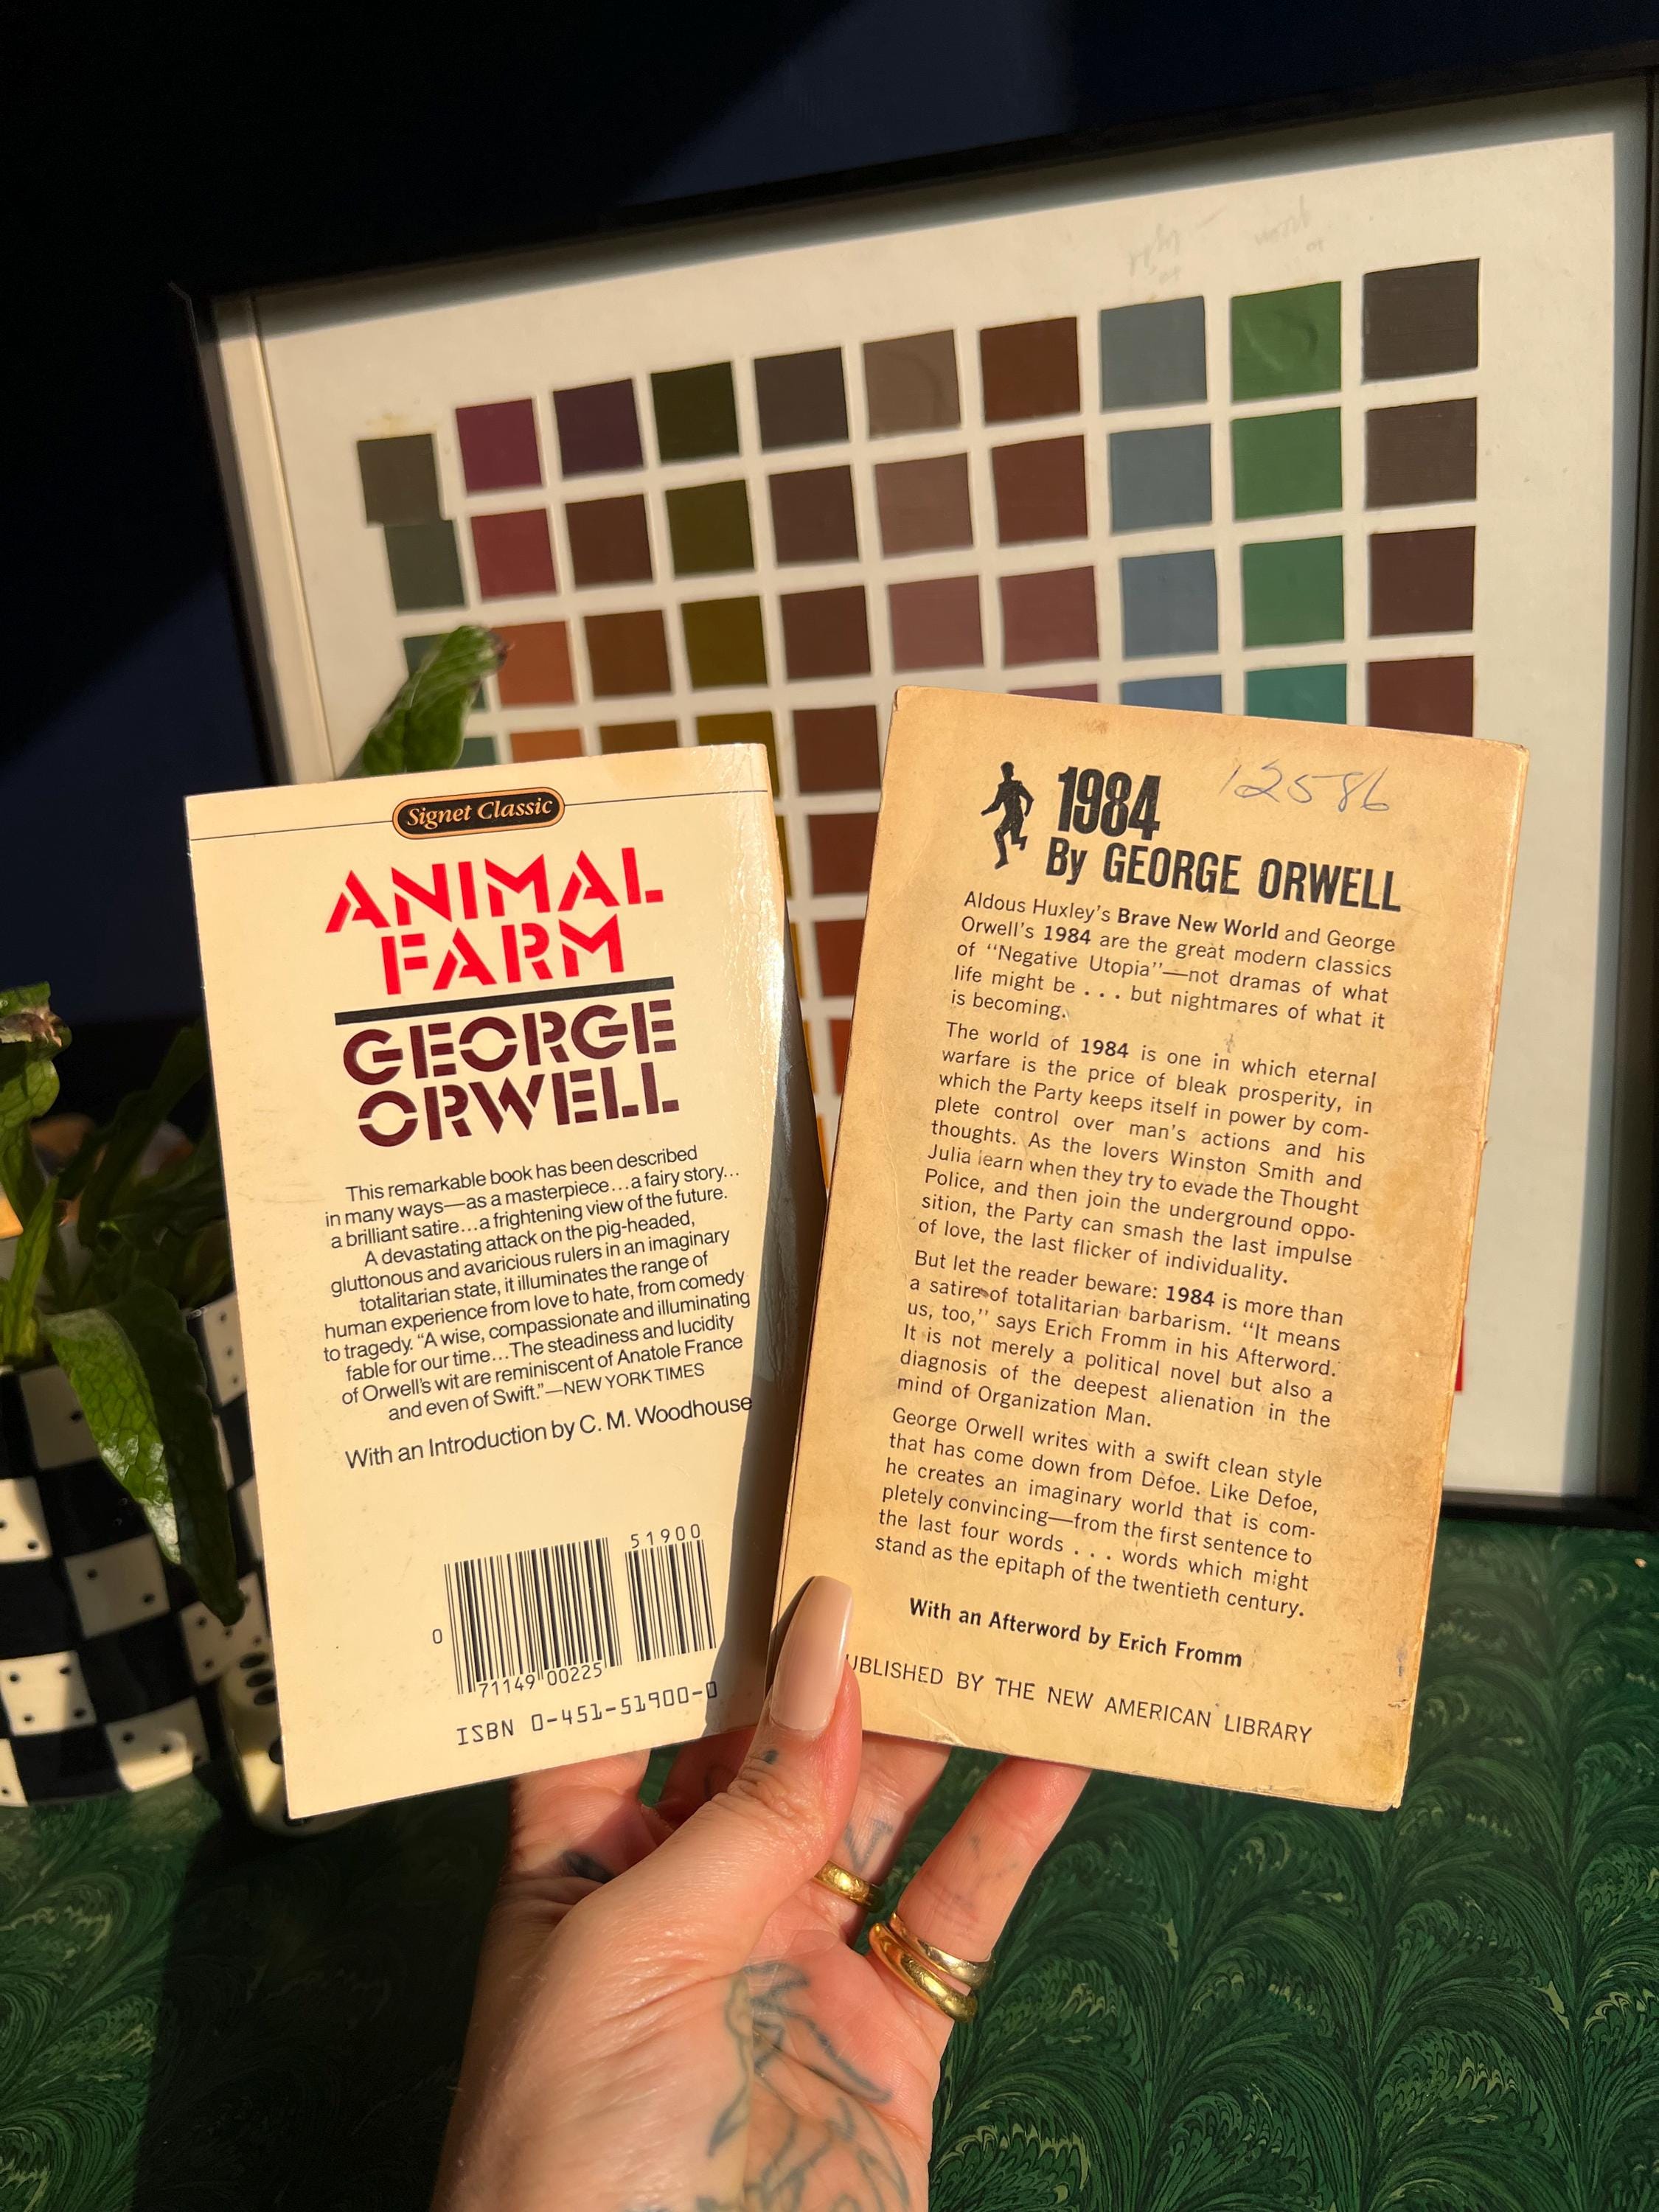 Signet Classic
ANIMAL
FARM
GEORGE
ORWELL
This remarkable book has been described
in many ways—as a masterpiece...a fairy story...
a brilliant satire...a frightening view of the future.
A devastating attack on the pig-headed,
gluttonous and avaricious rulers in an imaginary
totalitarian state, it illuminates the range of
human experience from love to hate, from comedy
to tragedy. “A wise, compassionate and illuminating
fable for our time...The steadiness and lucidity
of Orwell’s wit are reminiscent of Anatole France
and even of Swift.”—NEW YORK TIMES
With an Introduction by C. M. Woodhouse
51900
0
71149 00225
ISBN 0-451-51900-0
12586
1984
By GEORGE ORWELL
Aldous Huxley's Brave New World and George
Orwell's 1984 are the great modern classics
of "Negative Utopia"—not dramas of what
life might be . . . but nightmares of what it
is becoming.
The world of 1984 is one in which eternal
warfare is the price of bleak prosperity, in
which the Party keeps itself in power by com-
plete control over man's actions and his
thoughts. As the lovers Winston Smith and
Julia learn when they try to evade the Thought
Police, and then join the underground oppo-
sition, the Party can smash the last impulse
of love, the last flicker of individuality.
But let the reader beware: 1984 is more than
a satire of totalitarian barbarism. "It means
us, too," says Erich Fromm in his Afterword.
It is not merely a political novel but also a
diagnosis of the deepest alienation in the
mind of Organization Man.
George Orwell writes with a swift clean style
that has come down from Defoe. Like Defoe,
he creates an imaginary world that is com-
pletely convincing—from the first sentence to
the last four words . . . words which might
stand as the epitaph of the twentieth century.
With an Afterword by Erich Fromm
UBLISHED BY THE NEW AMERICAN LIBRARY